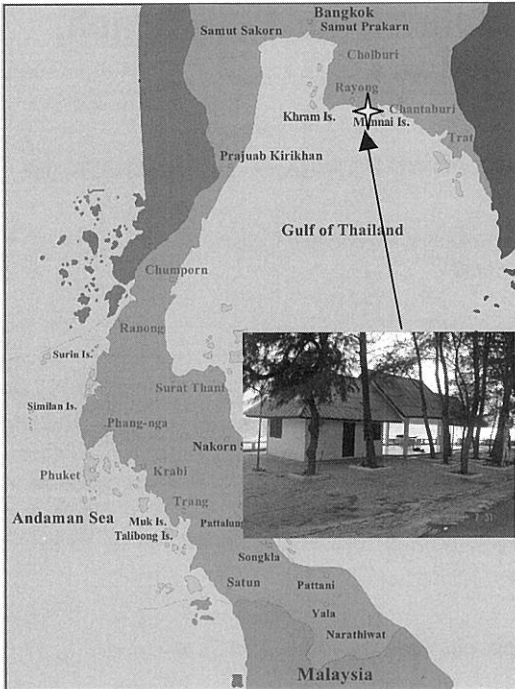 Bangkok
Samut Sakorn
Samut Prakarn
Cholburi
Rayong
Chantaburi
Khram Is.
Mannai Is.
Trat
Prajuab Kirikhan
Gulf of Thailand
Chumporn
Ranong
Surin Is.
Surat Thani
Similan Is.
Phang-nga
Nakorn
Phuket
Krabi
Trang
Andaman Sea
Muk Is.
Pattalung
Talibong Is.
Songkla
Satun
Pattani
Yala
Narathiwat
Malaysia